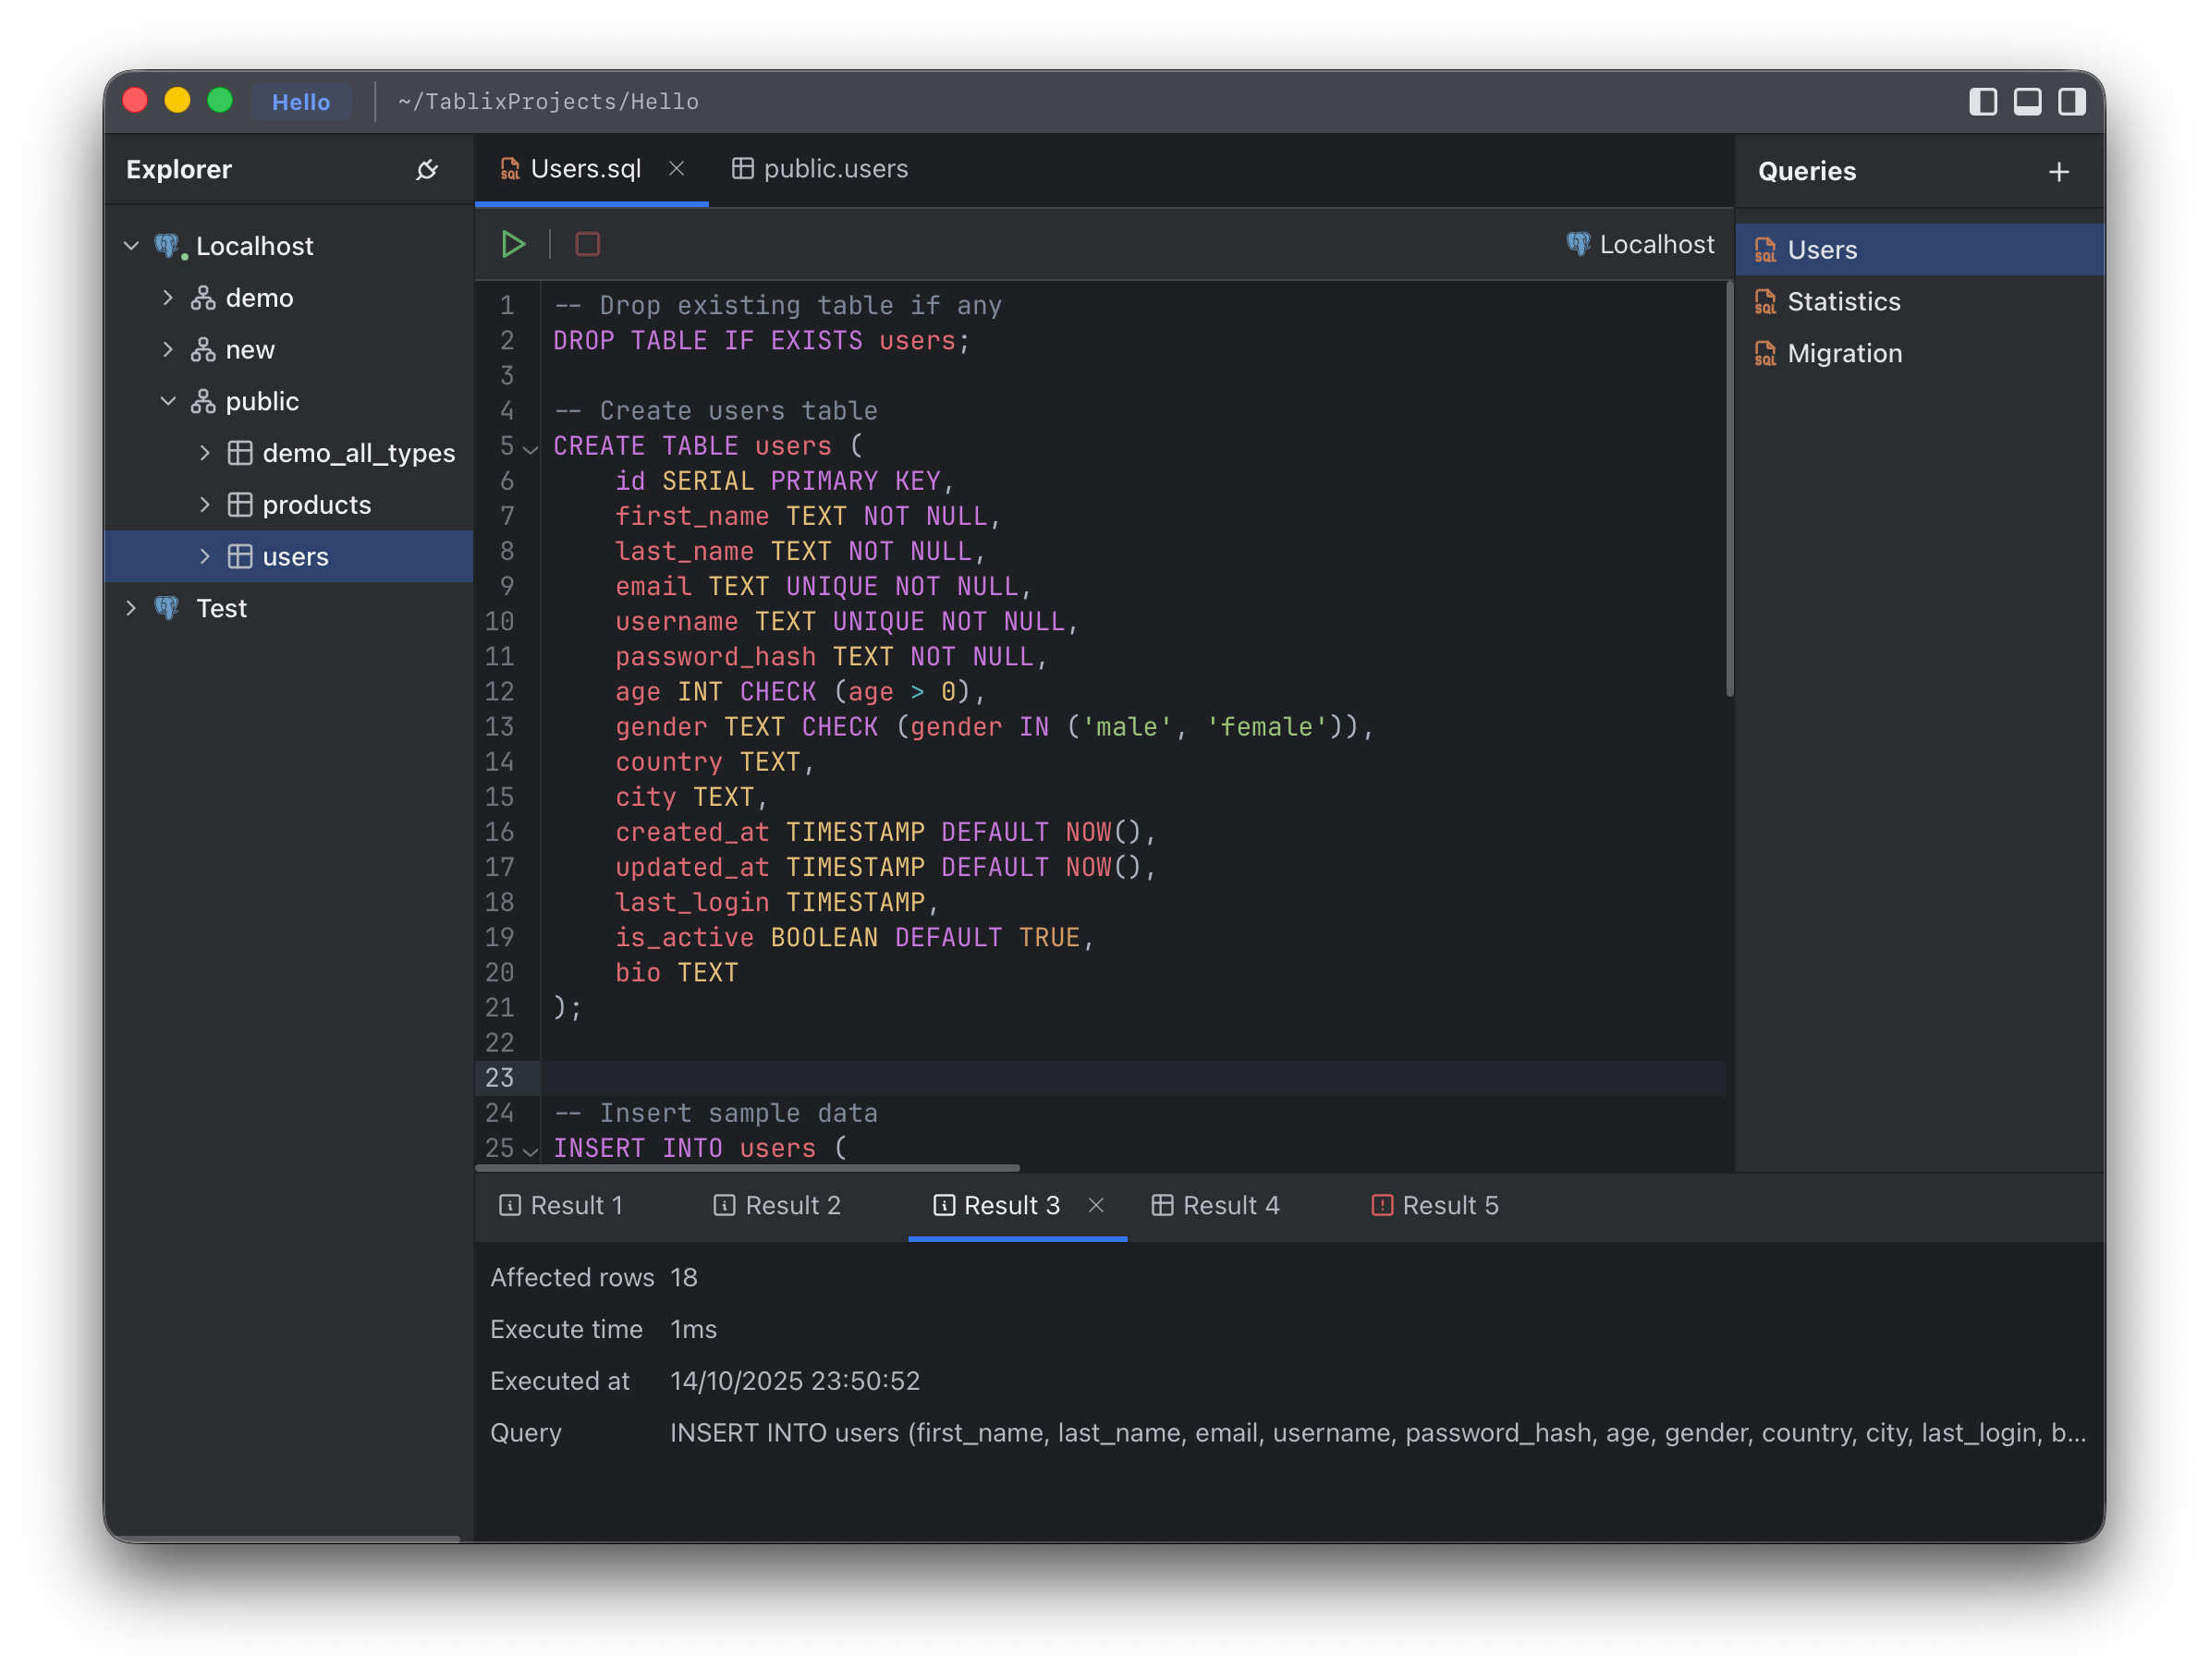 Hello
~/TablixProjects/Hello
Explorer
Localhost
demo
new
public
demo_all_types
products
users
Test
Users.sql
public.users
Localhost
1 -- Drop existing table if any
2 DROP TABLE IF EXISTS users;
3
4 -- Create users table
5 CREATE TABLE users (
6 id SERIAL PRIMARY KEY,
7 first_name TEXT NOT NULL,
8 last_name TEXT NOT NULL,
9 email TEXT UNIQUE NOT NULL,
10 username TEXT UNIQUE NOT NULL,
11 password_hash TEXT NOT NULL,
12 age INT CHECK (age > 0),
13 gender TEXT CHECK (gender IN ('male', 'female')),
14 country TEXT,
15 city TEXT,
16 created_at TIMESTAMP DEFAULT NOW(),
17 updated_at TIMESTAMP DEFAULT NOW(),
18 last_login TIMESTAMP,
19 is_active BOOLEAN DEFAULT TRUE,
20 bio TEXT
21 );
22
23
24 -- Insert sample data
25 INSERT INTO users (
Queries
SQL Users
SQL Statistics
SQL Migration
Result 1
Result 2
Result 3
Result 4
Result 5
Affected rows 18
Execute time 1ms
Executed at 14/10/2025 23:50:52
Query INSERT INTO users (first_name, last_name, email, username, password_hash, age, gender, country, city, last_login, b...